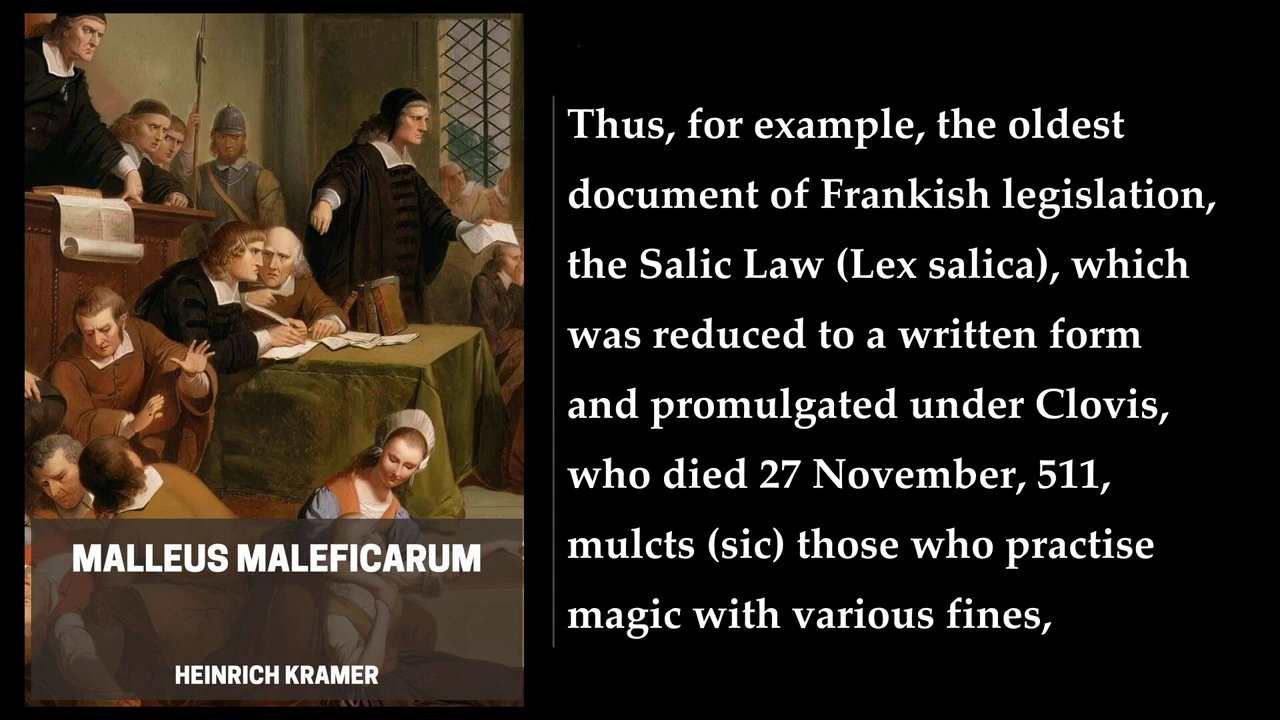 MALLEUS MALEFICARUM
HEINRICH KRAMER
Thus, for example, the oldest
document of Frankish legislation,
the Salic Law (Lex salica), which
was reduced to a written form
and promulgated under Clovis,
who died 27 November, 511,
mulcts (sic) those who practise
magic with various fines,